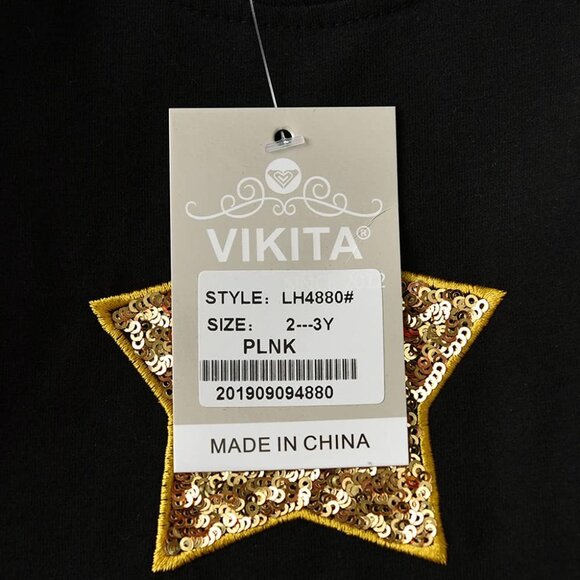 VIKITA®
STYLE: LH4880#
SIZE: 2---3Y
PLNK
201909094880
MADE IN CHINA